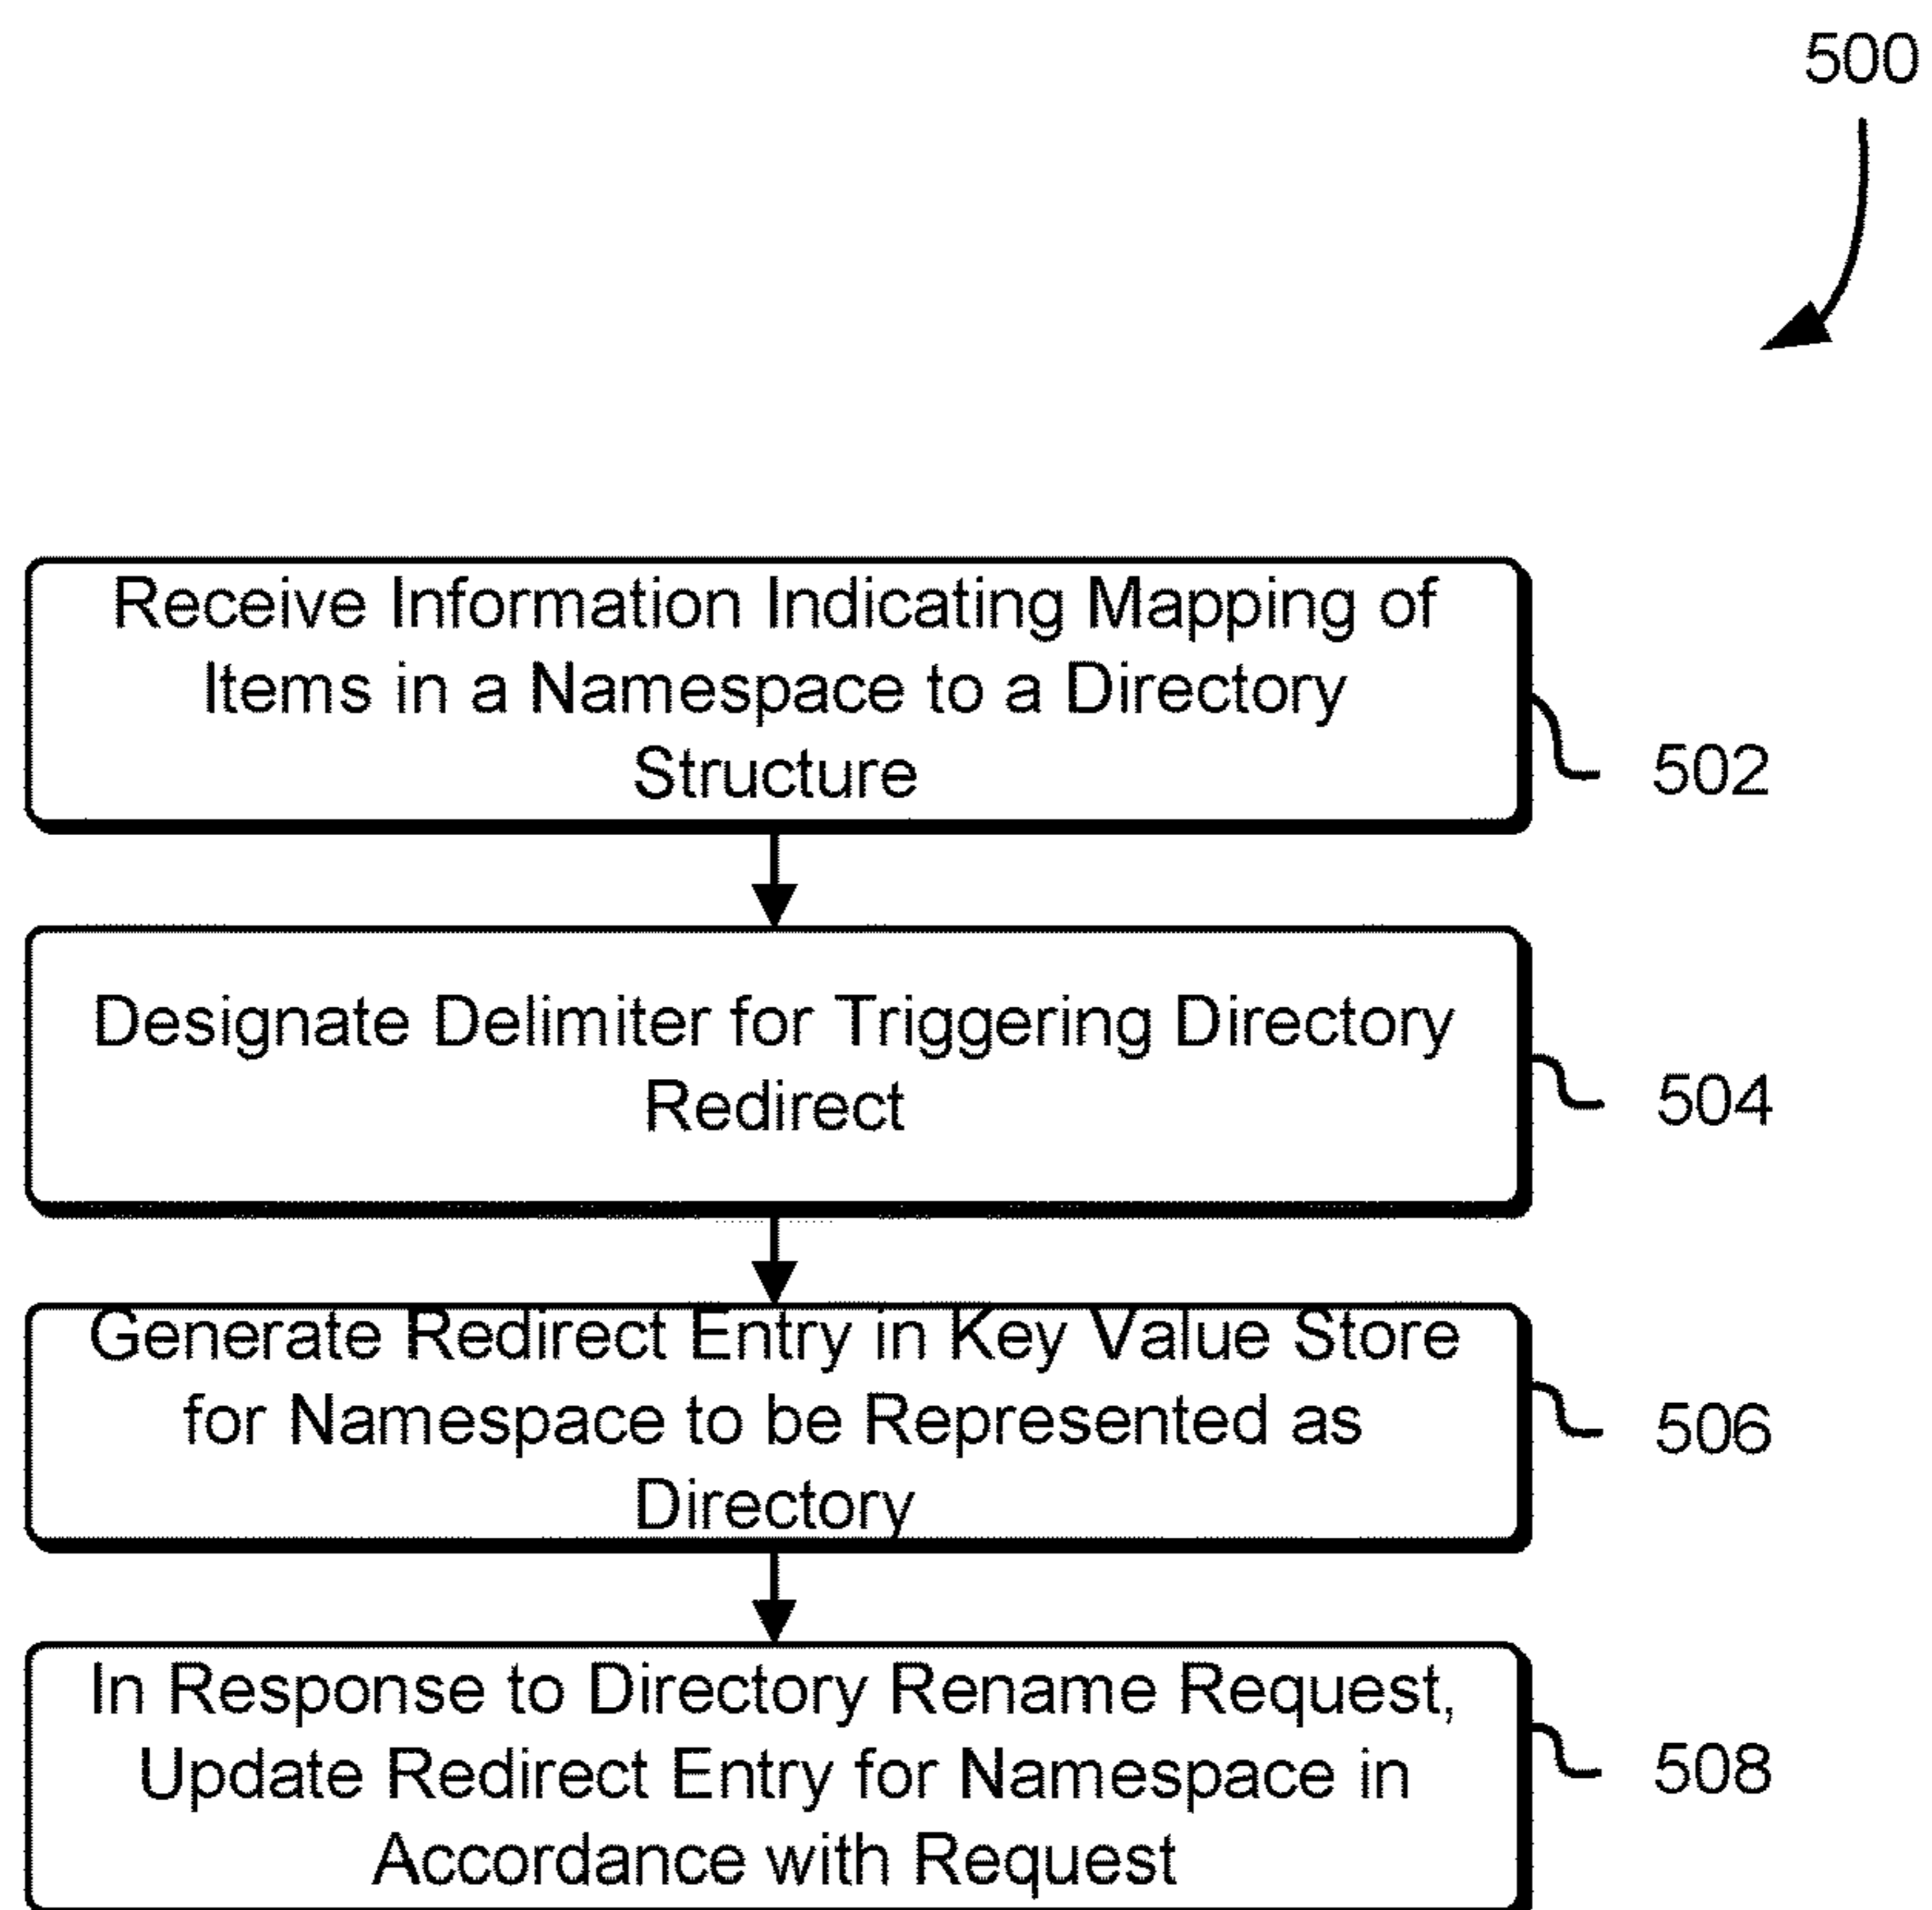 500
Receive Information Indicating Mapping of
Items in a Namespace to a Directory
Structure
502
Designate Delimiter for Triggering Directory
Redirect
504
Generate Redirect Entry in Key Value Store
for Namespace to be Represented as
Directory
506
In Response to Directory Rename Request,
Update Redirect Entry for Namespace in
Accordance with Request
508